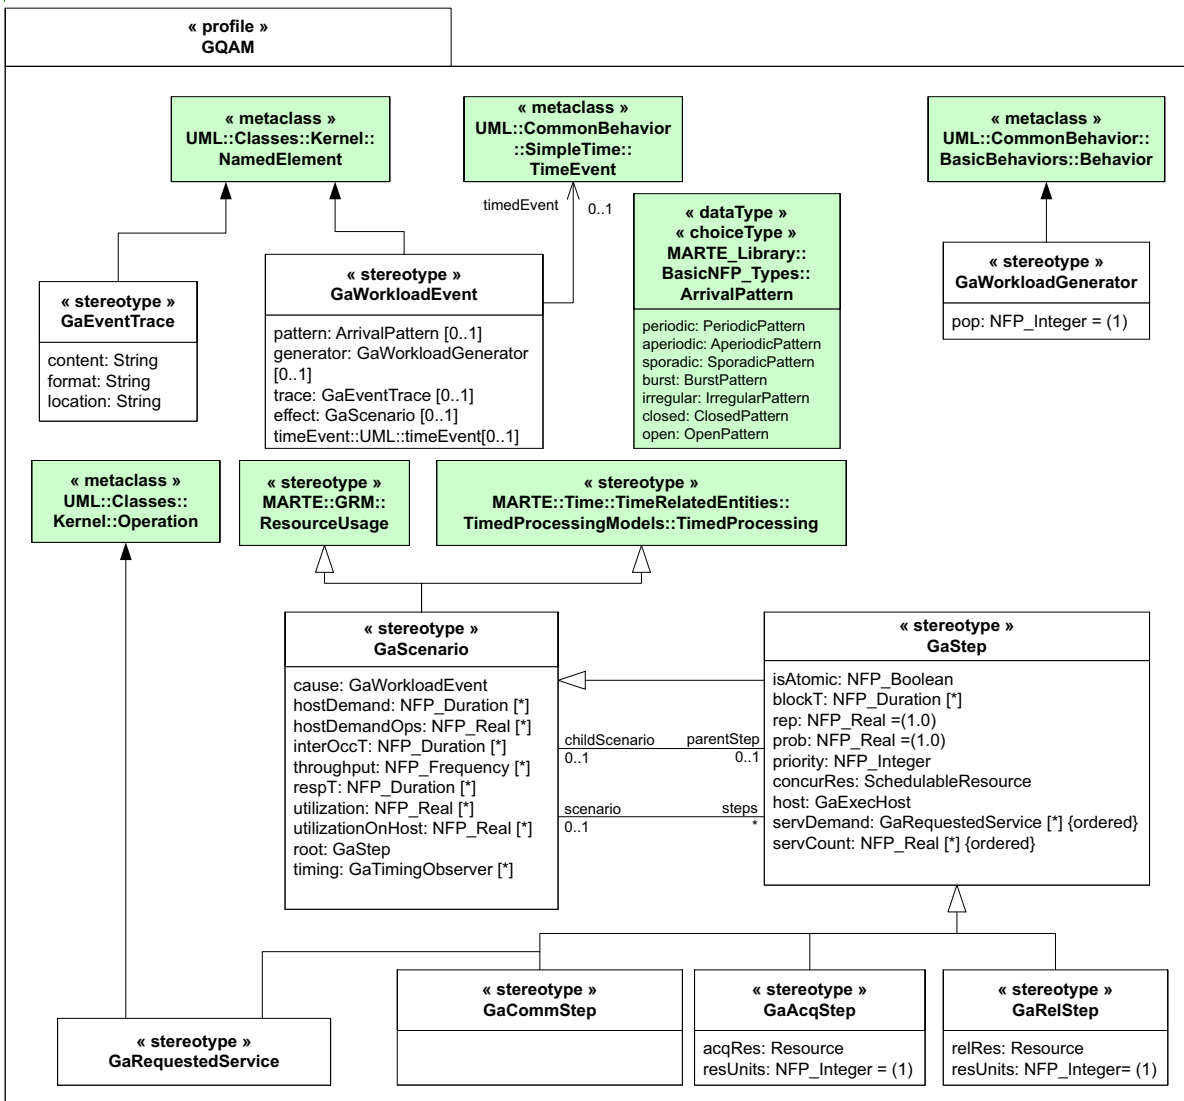 « profile »
GQAM
« metaclass »
UML::Classes::Kernel::
NamedElement
« metaclass »
UML::CommonBehavior
::SimpleTime::
TimeEvent
« metaclass »
UML::CommonBehavior::
BasicBehaviors::Behavior
timedEvent
0..1
« dataType »
« choiceType »
MARTE_Library::
BasicNFP_Types::
ArrivalPattern
periodic: PeriodicPattern
aperiodic: AperiodicPattern
sporadic: SporadicPattern
burst: BurstPattern
irregular: IrregularPattern
closed: ClosedPattern
open: OpenPattern
« stereotype »
GaEventTrace
content: String
format: String
location: String
« stereotype »
GaWorkloadEvent
pattern: ArrivalPattern [0..1]
generator: GaWorkloadGenerator
[0..1]
trace: GaEventTrace [0..1]
effect: GaScenario [0..1]
timeEvent::UML::timeEvent[0..1]
« stereotype »
GaWorkloadGenerator
pop: NFP_Integer = (1)
« metaclass »
UML::Classes::
Kernel::Operation
« stereotype »
MARTE::GRM::
ResourceUsage
« stereotype »
MARTE::Time::TimeRelatedEntities::
TimedProcessingModels::TimedProcessing
« stereotype »
GaScenario
cause: GaWorkloadEvent
hostDemand: NFP_Duration [*]
hostDemandOps: NFP_Real [*]
interOccT: NFP_Duration [*]
throughput: NFP_Frequency [*]
respT: NFP_Duration [*]
utilization: NFP_Real [*]
utilizationOnHost: NFP_Real [*]
root: GaStep
timing: GaTimingObserver [*]
childScenario
0..1
parentStep
0..1
scenario
0..1
steps
*
« stereotype »
GaStep
isAtomic: NFP_Boolean
blockT: NFP_Duration [*]
rep: NFP_Real =(1.0)
prob: NFP_Real =(1.0)
priority: NFP_Integer
concurRes: SchedulableResource
host: GaExecHost
servDemand: GaRequestedService [*] {ordered}
servCount: NFP_Real [*] {ordered}
« stereotype »
GaRequestedService
« stereotype »
GaCommStep
« stereotype »
GaAcqStep
acqRes: Resource
resUnits: NFP_Integer = (1)
« stereotype »
GaRelStep
relRes: Resource
resUnits: NFP_Integer= (1)